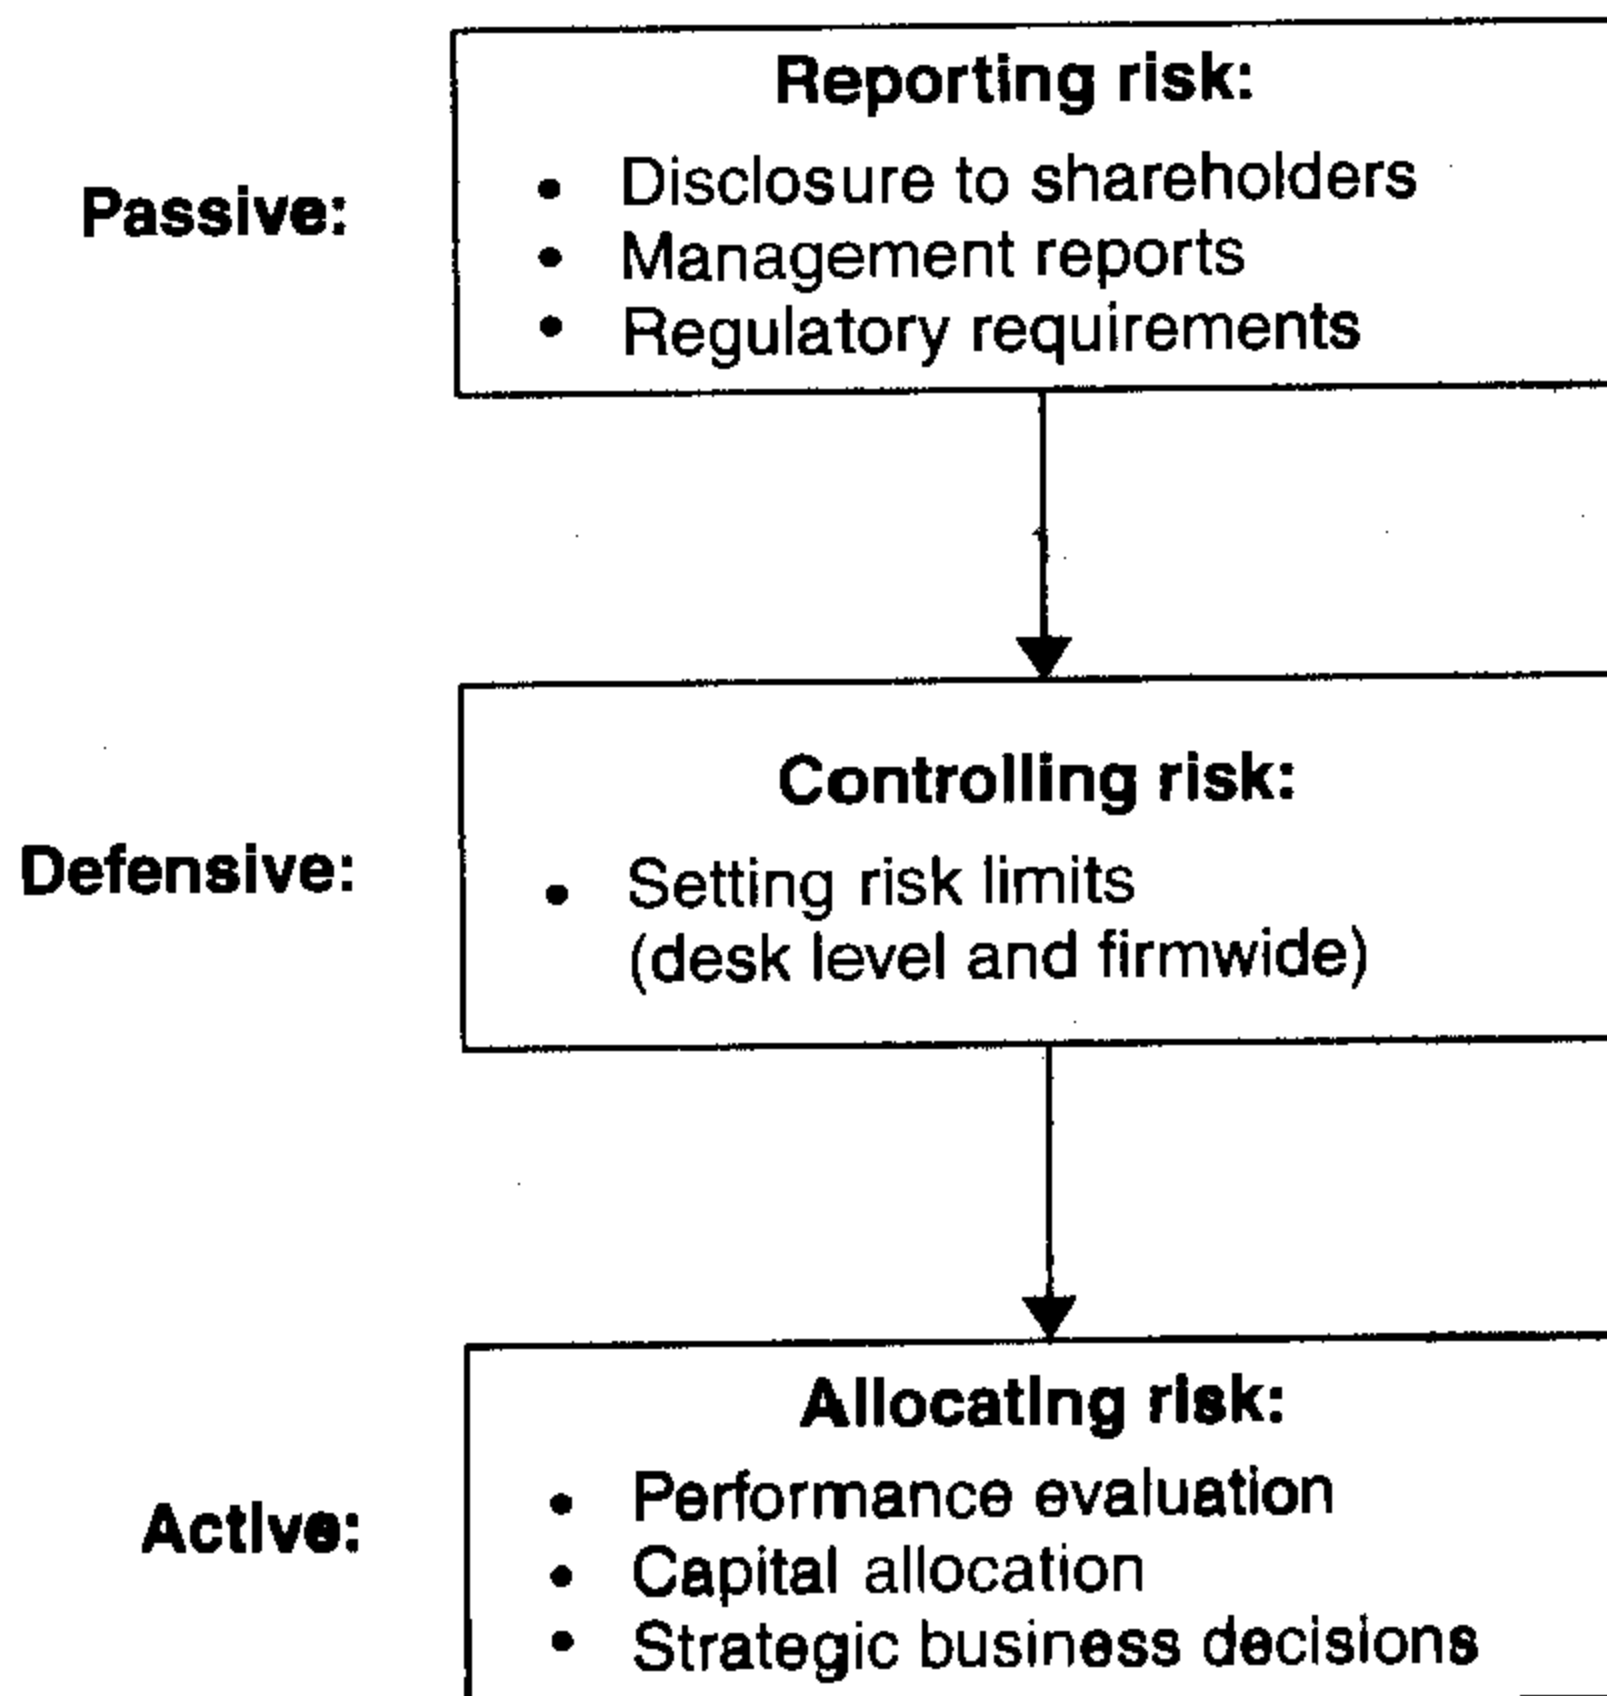 Reporting risk:
Passive:
• Disclosure to shareholders
• Management reports
• Regulatory requirements
Controlling risk:
Defensive:
• Setting risk limits
(desk level and firmwide)
Allocating risk:
Active:
• Performance evaluation
• Capital allocation
• Strategic business decisions